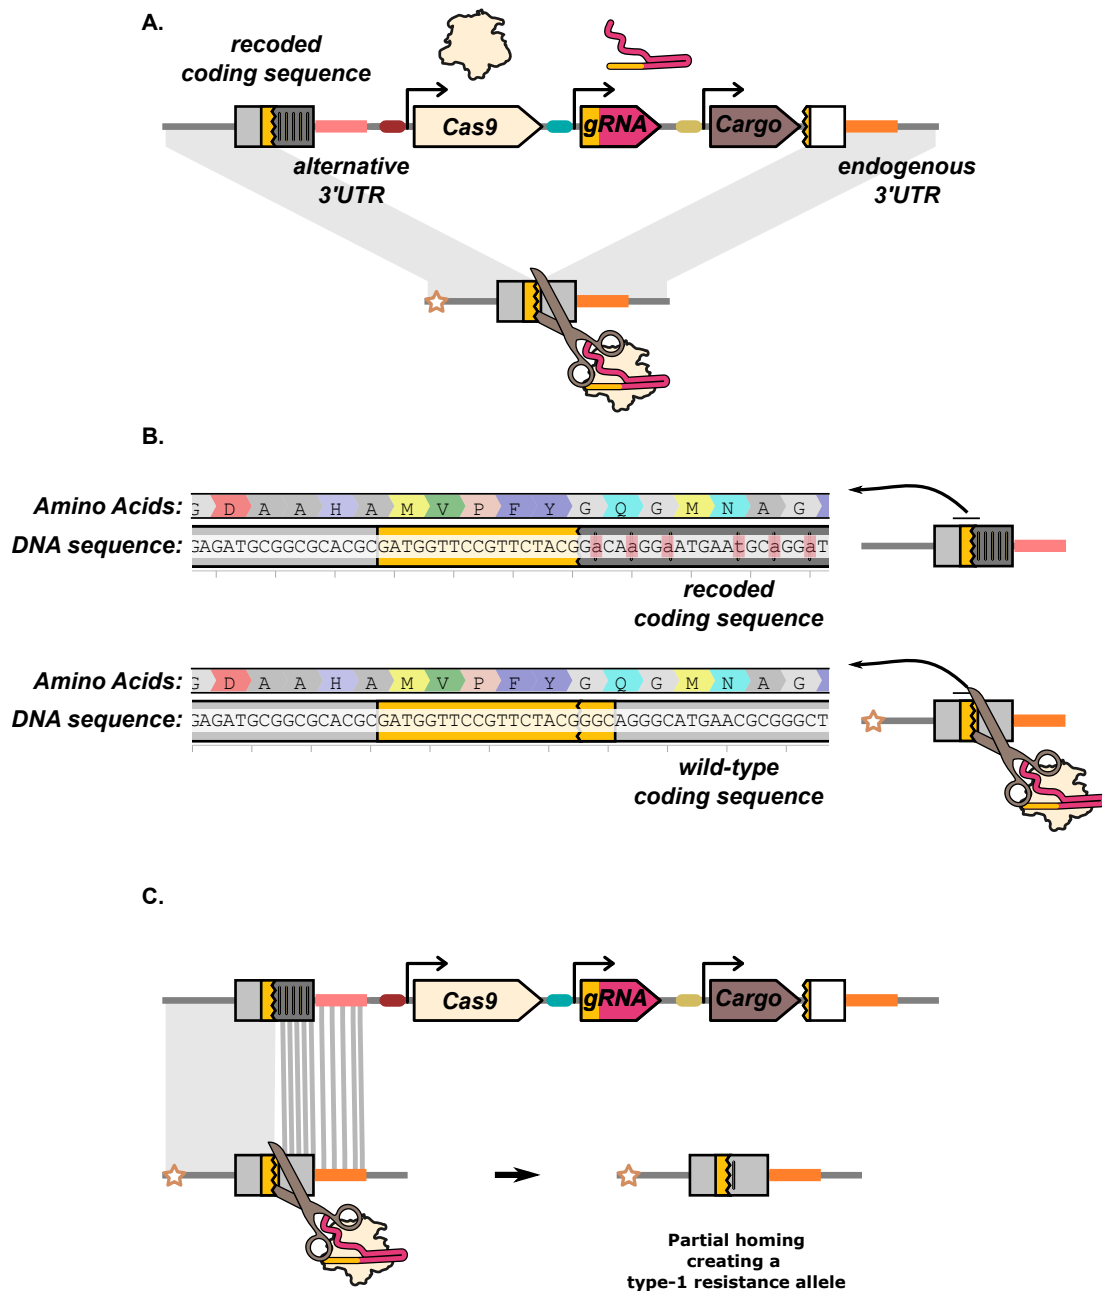 A.
recoded
coding sequence
Cas9
gRNA
Cargo
alternative
3'UTR
endogenous
3'UTR
B.
Amino Acids:
G D A A H A M V P F Y G Q G M N A G
DNA sequence:
GAGATGCGGCGCACGCGATGGTTCCGTTCTACGGaCAaGGaATGAAtGCaGGaT
recoded
coding sequence
Amino Acids:
G D A A H A M V P F Y G Q G M N A G
DNA sequence:
GAGATGCGGCGCACGCGATGGTTCCGTTCTACGGGCAGGGCATGAACGCGGGCT
wild-type
coding sequence
C.
Cas9
gRNA
Cargo
Partial homing
creating a
type-1 resistance allele